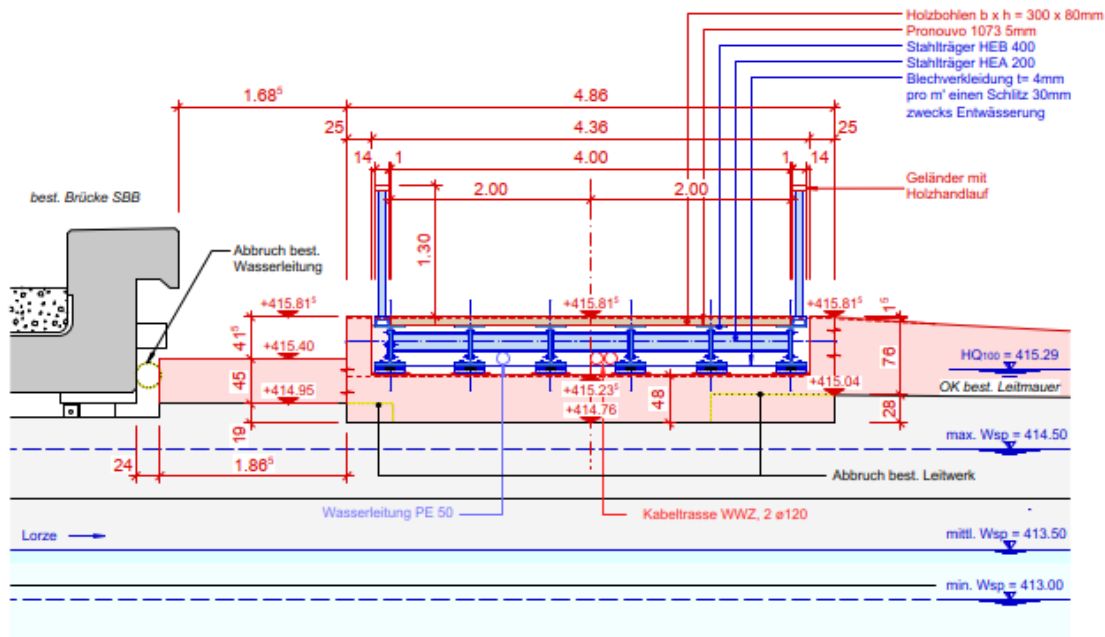 Holzbohlen b x h = 300 x 80mm
Pronouvo 1073 5mm
Stahlträger HEB 400
Stahlträger HEA 200
Blechverkleidung t= 4mm
pro m' einen Schlitz 30mm
zwecks Entwässerung
1.68⁵
4.86
25
4.36
25
14
1
4.00
1
14
2.00
2.00
Geländer mit
Holzhandlauf
best. Brücke SBB
1.30
Abbruch best.
Wasserleitung
+415.81⁵
+415.81⁵
+415.81⁵
1⁵
41⁵
+415.40
76
HQ100 = 415.29
45
+414.95
+415.23⁵
+415.04
OK best. Leitmauer
48
+414.76
28
19
max. Wsp = 414.50
24
1.86⁵
Abbruch best. Leitwerk
Wasserleitung PE 50
Kabeltrasse WWZ, 2 ø120
Lorze
mittl. Wsp = 413.50
min. Wsp = 413.00